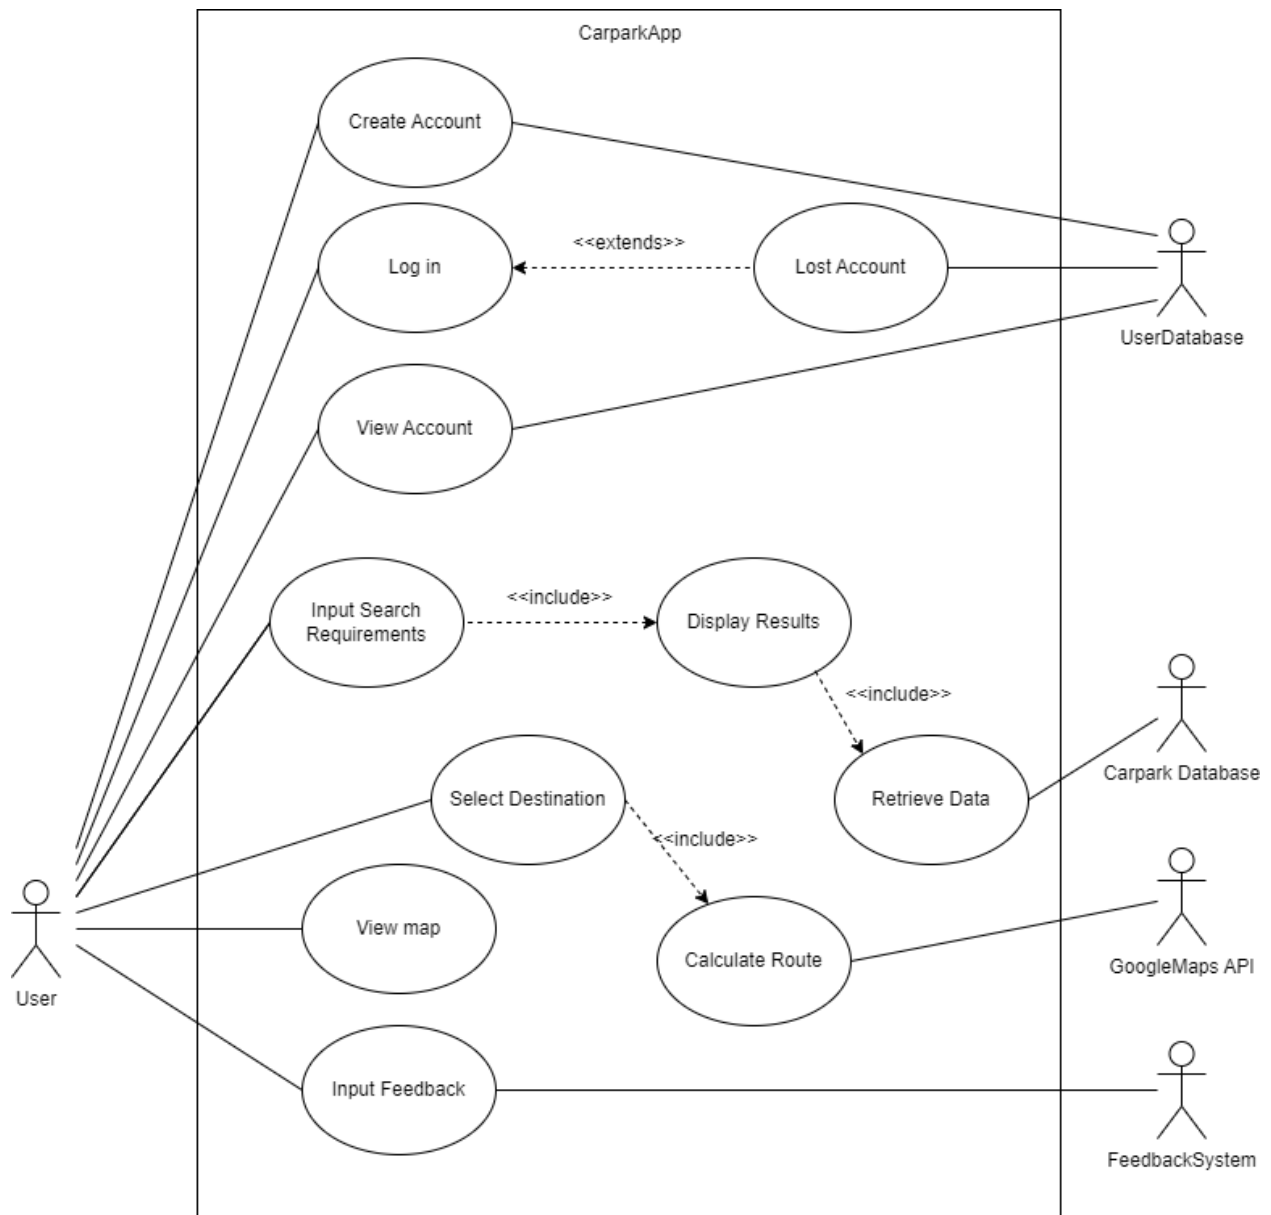 CarparkApp
Create Account
<<extends>>
Log in
Lost Account
UserDatabase
View Account
<<include>>
Input Search
Requirements
Display Results
<<include>>
Carpark Database
Select Destination
Retrieve Data
<<include>>
View map
Calculate Route
GoogleMaps API
User
Input Feedback
FeedbackSystem